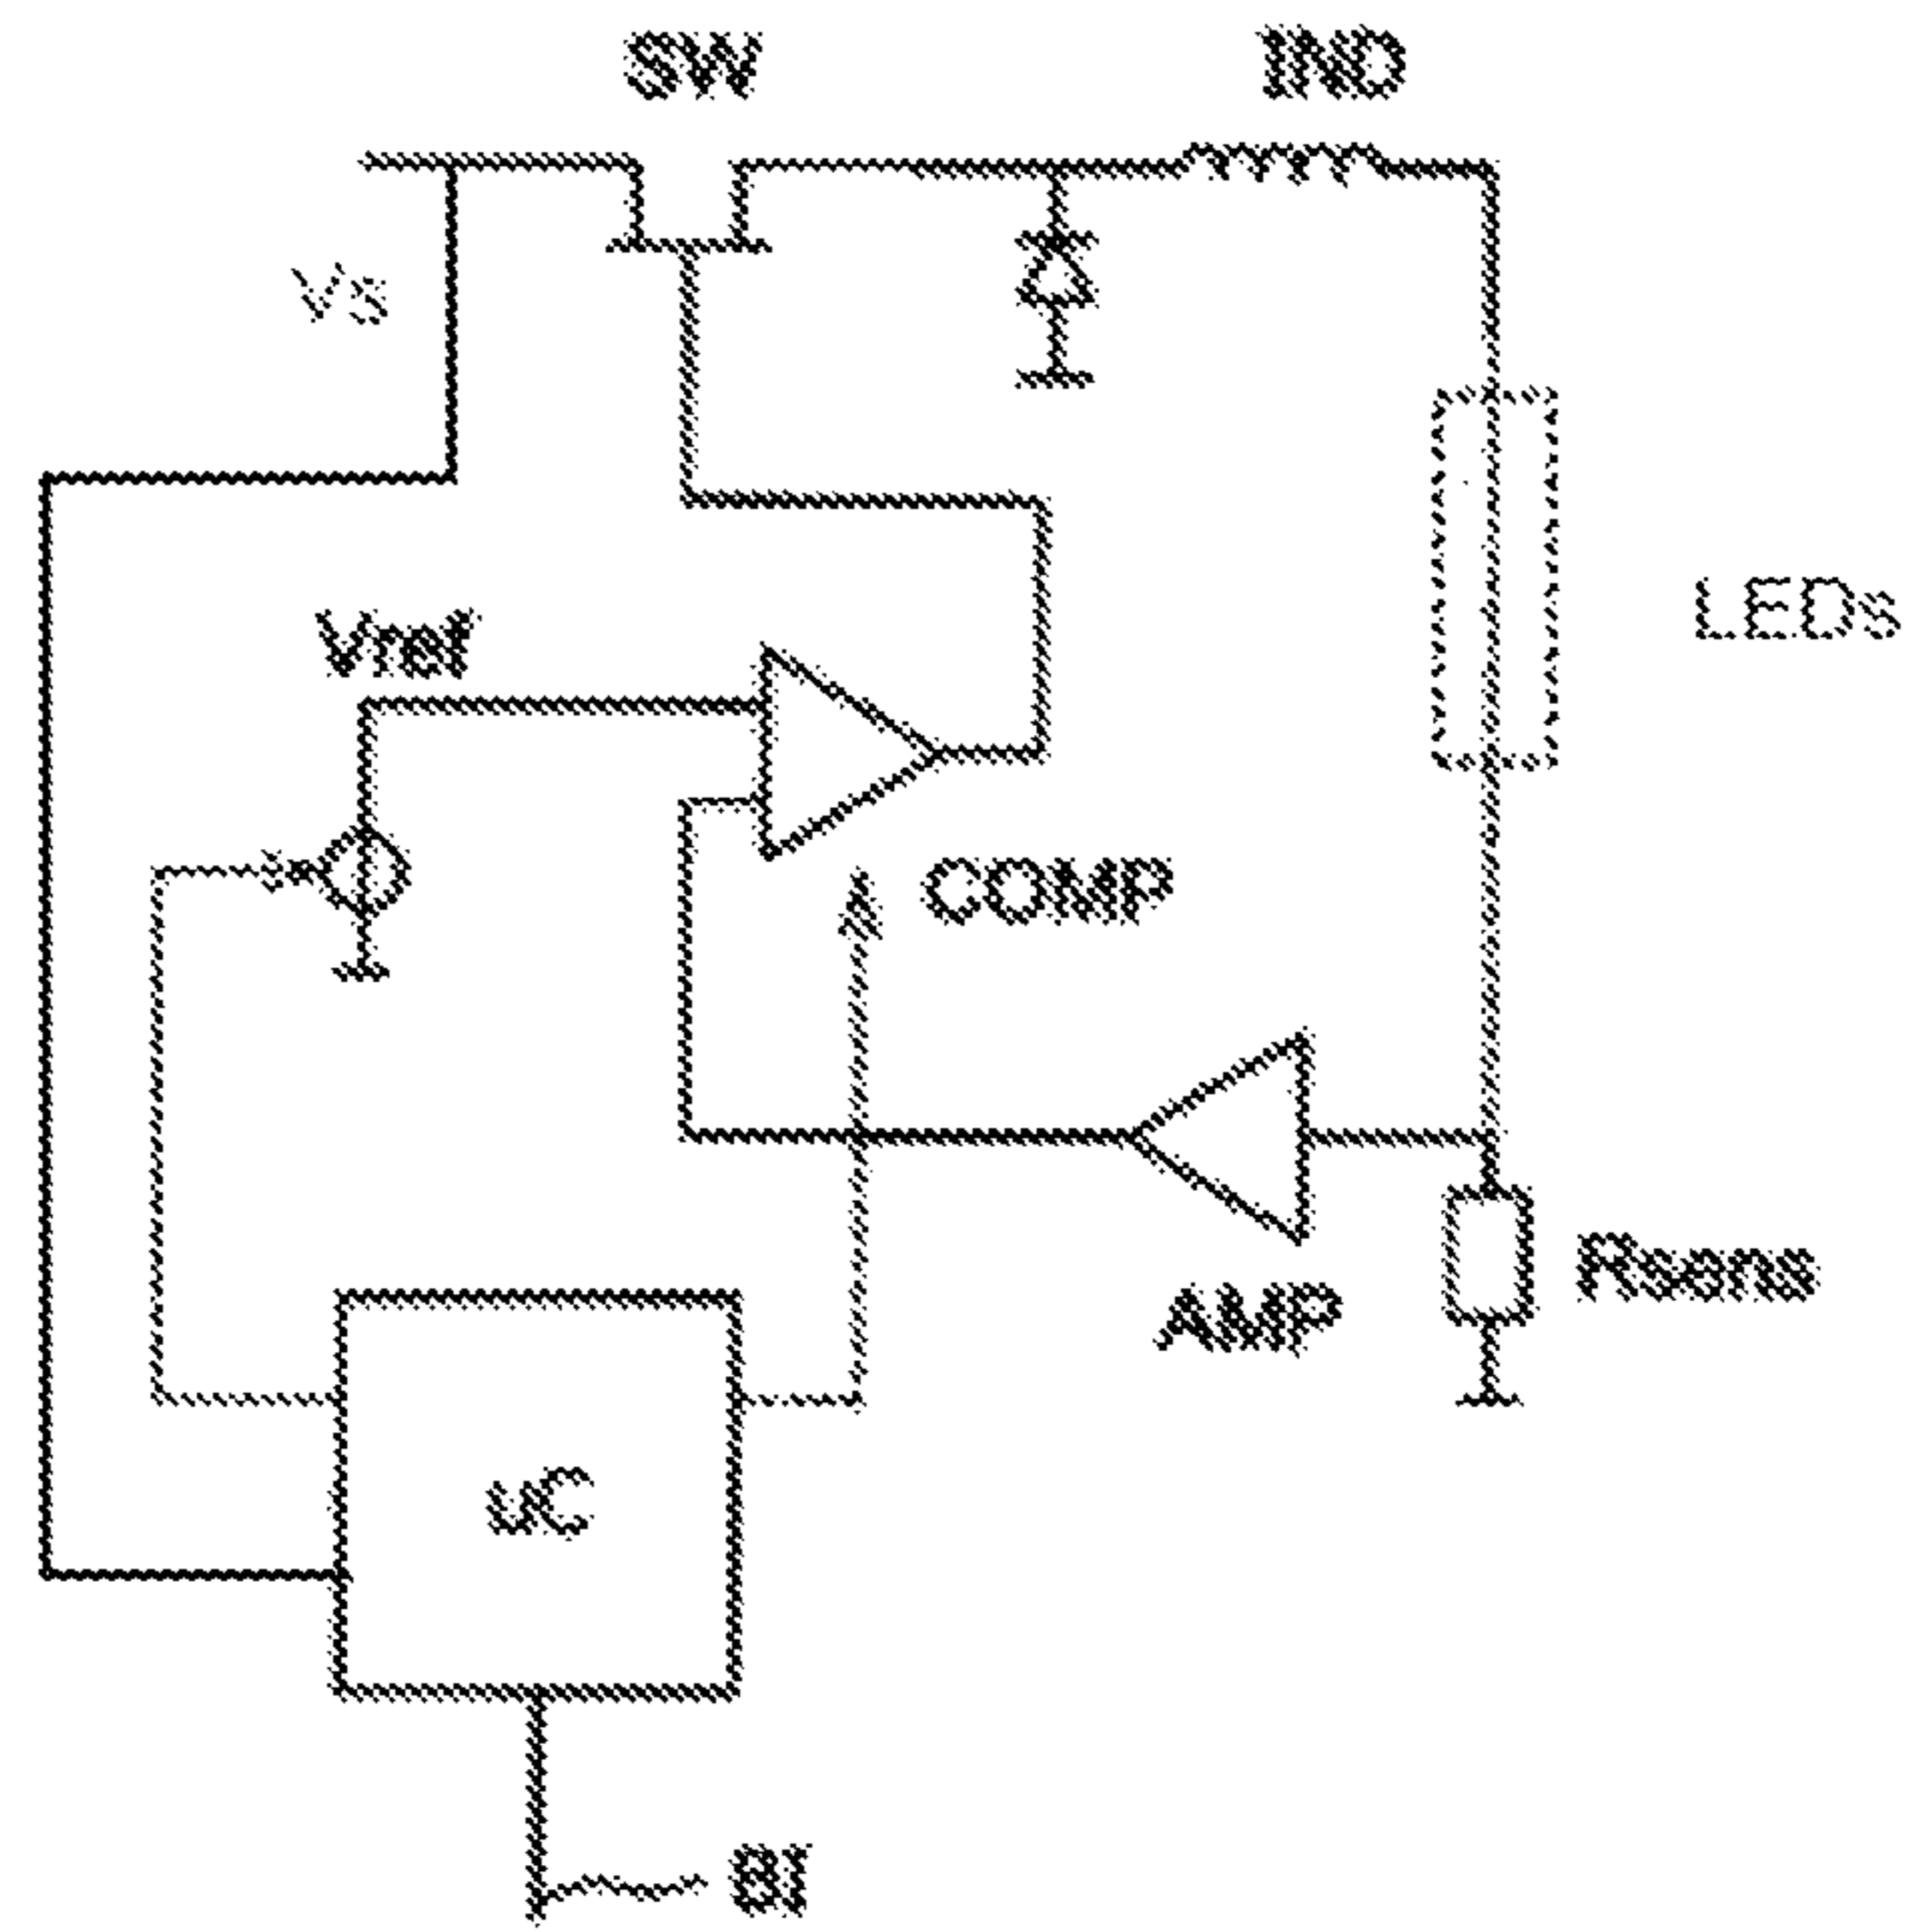 SW
IND
Vs
LEDs
Vref
COMP
Rsens
AMP
uC
BI